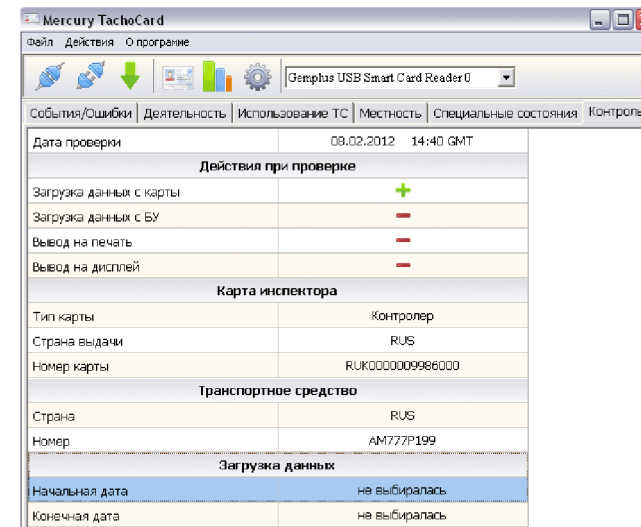 Mercury TachoCard
Файл Действия О программе
Gemplus USB Smart Card Reader 0
События/Ошибки Деятельность Использование ТС Местность Специальные состояния Контроль
Дата проверки 08.02.2012 14:40 GMT
Действия при проверке
Загрузка данных с карты
Загрузка данных с БУ
Вывод на печать
Вывод на дисплей
Карта инспектора
Тип карты Контролер
Страна выдачи RUS
Номер карты RUK0000009986000
Транспортное средство
Страна RUS
Номер АМ777Р199
Загрузка данных
Начальная дата не выбиралась
Конечная дата не выбиралась